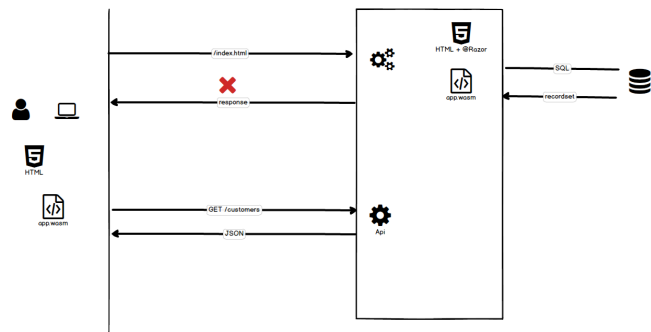 /index.html
HTML + @Razor
SQL
app.wasm
recordset
response
HTML
app.wasm
GET /customers
Api
JSON